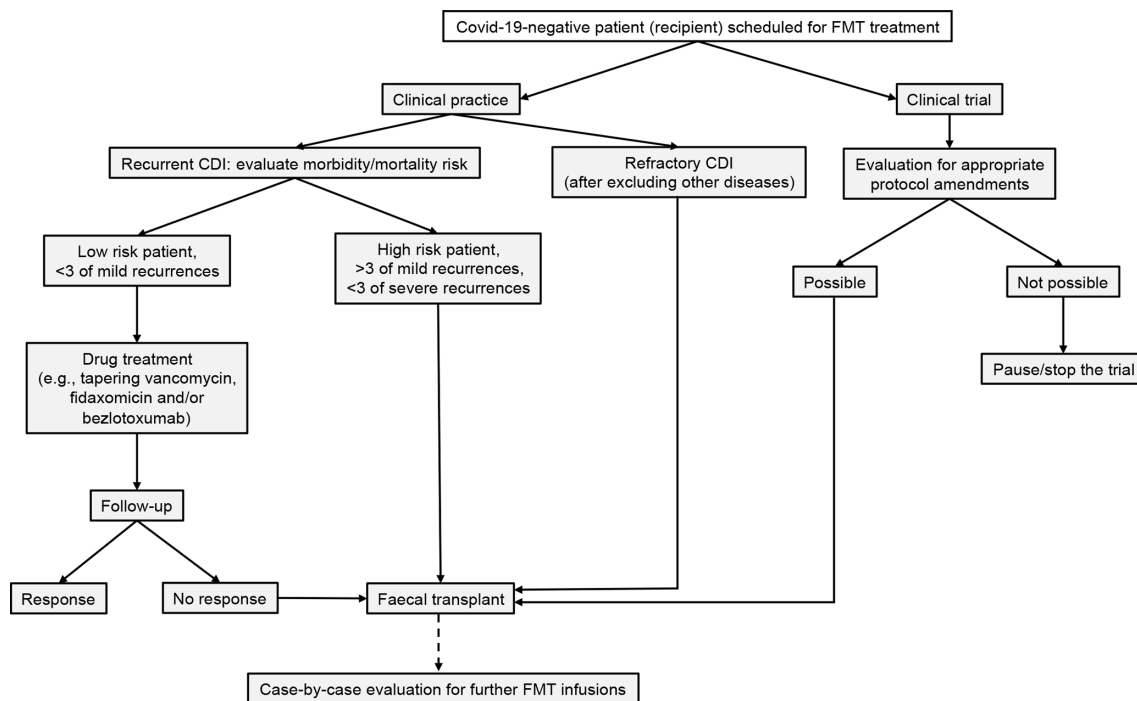 Covid-19-negative patient (recipient) scheduled for FMT treatment
Clinical practice
Clinical trial
Recurrent CDI: evaluate morbidity/mortality risk
Refractory CDI
(after excluding other diseases)
Evaluation for appropriate
protocol amendments
Low risk patient,
<3 of mild recurrences
High risk patient,
>3 of mild recurrences,
<3 of severe recurrences
Possible
Not possible
Drug treatment
(e.g., tapering vancomycin,
fidaxomicin and/or
bezlotoxumab)
Pause/stop the trial
Follow-up
Response
No response
Faecal transplant
Case-by-case evaluation for further FMT infusions